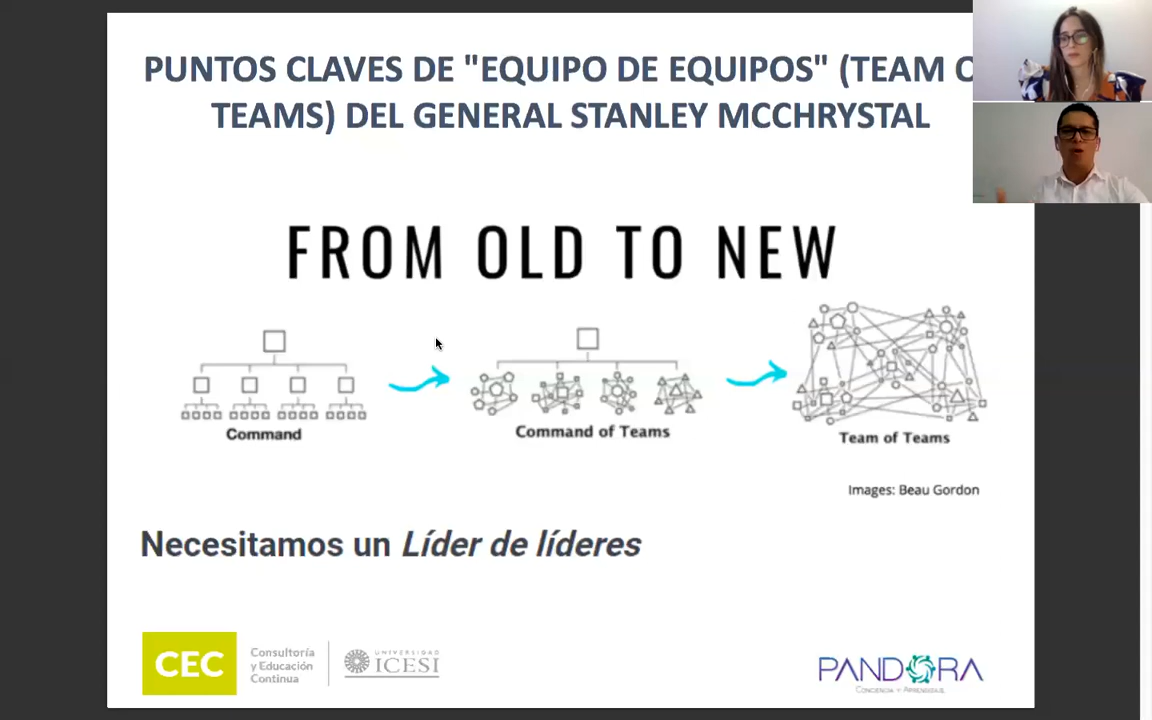 PUNTOS CLAVES DE "EQUIPO DE EQUIPOS" (TEAM O
TEAMS) DEL GENERAL STANLEY MCCHRYSTAL
FROM OLD TO NEW
Command
Command of Teams
Team of Teams
Images: Beau Gordon
Necesitamos un Líder de líderes
CEC
Consultoría
y Educación
Continua
UNIVERSIDAD
ICESI
PANDORA
CONCIENCIA Y APRENDIZAJE